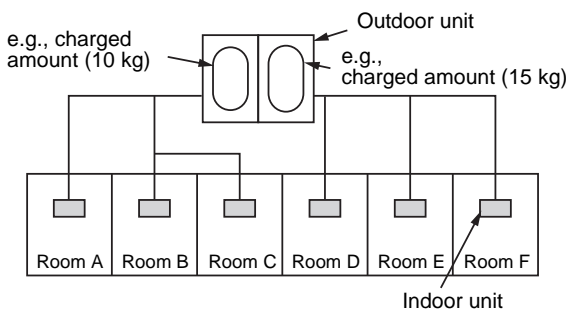 Outdoor unit
e.g., charged
amount (10 kg)
e.g.,
charged amount (15 kg)
Room A
Room B
Room C
Room D
Room E
Room F
Indoor unit